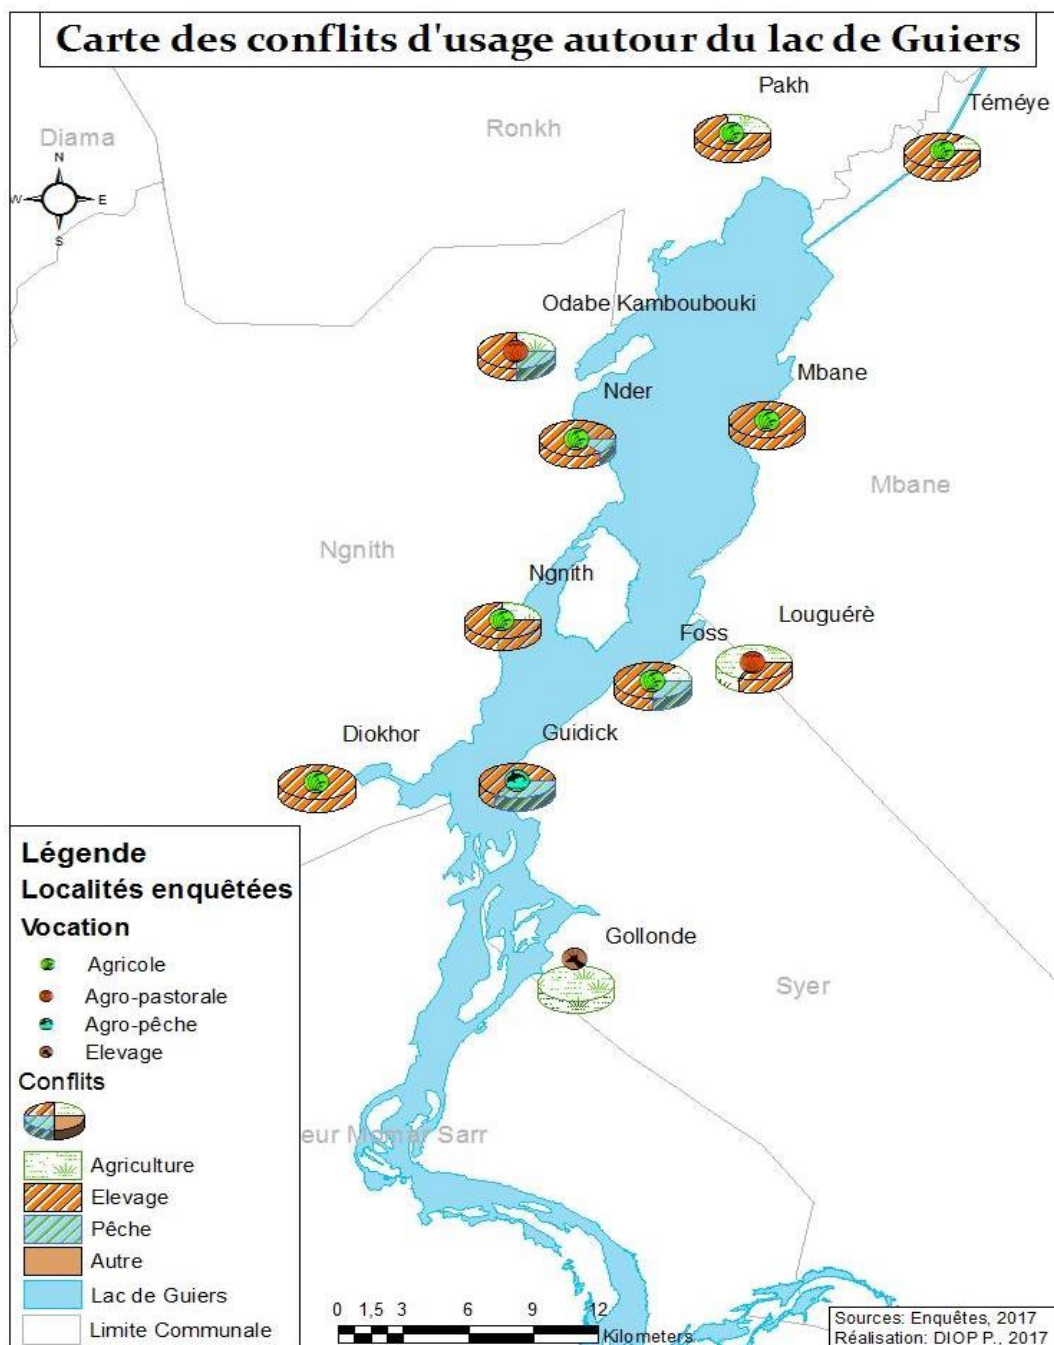 Carte des conflits d'usage autour du lac de Guiers
Pakh
Téméye
Diama
Ronkh
N
W
E
S
Odabe Kamboubouki
Mbane
Nder
Mbane
Ngnith
Ngnith
Louguérè
Foss
Diokhor
Guidick
Gollonde
Syer
eur Momar Sarr
Légende
Localités enquêtées
Vocation
Agricole
Agro-pastorale
Agro-pêche
Elevage
Conflits
Agriculture
Elevage
Pêche
Autre
Lac de Guiers
Limite Communale
0 1,5 3 6 9 12
Kilometers
Sources: Enquêtes, 2017
Réalisation: DIOP P., 2017